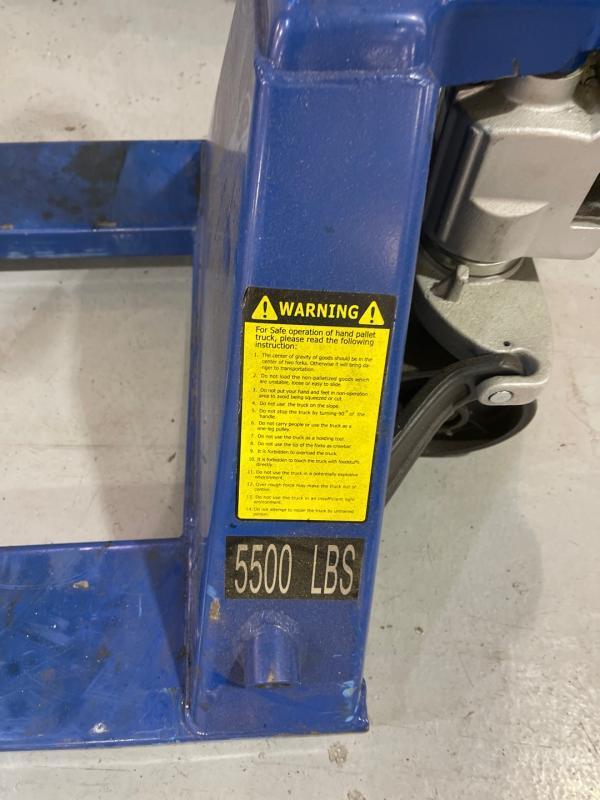 WARNING
For Safe operation of hand pallet
truck, please read the following
instruction:
1. The center of gravity of goods should be in the
center of two forks. Otherwise it will bring da-
nger to transportation.
2. Do not load the non-palletized goods which
are unstable, loose or easy to slide.
3. Do not put your hand and feet in non-operation
area to avoid being squeezed or cut.
4. Do not use the truck on the slope.
5. Do not stop the truck by turning 90° of the
handle.
6. Do not carry people or use the truck as a
one-leg pulley.
7. Do not use the truck as a hoisting tool.
8. Do not use the tip of the forks as crowbar.
9. It is forbidden to overload the truck.
10. It is forbidden to touch the truck with foodstuffs
directly.
11. Do not use the truck in a potentially explosive
environment.
12. Over rough force may make the truck out of
control.
13. Do not use the truck in an insufficient light
environment.
14. Do not attempt to repair the truck by untrained
person.
5500 LBS